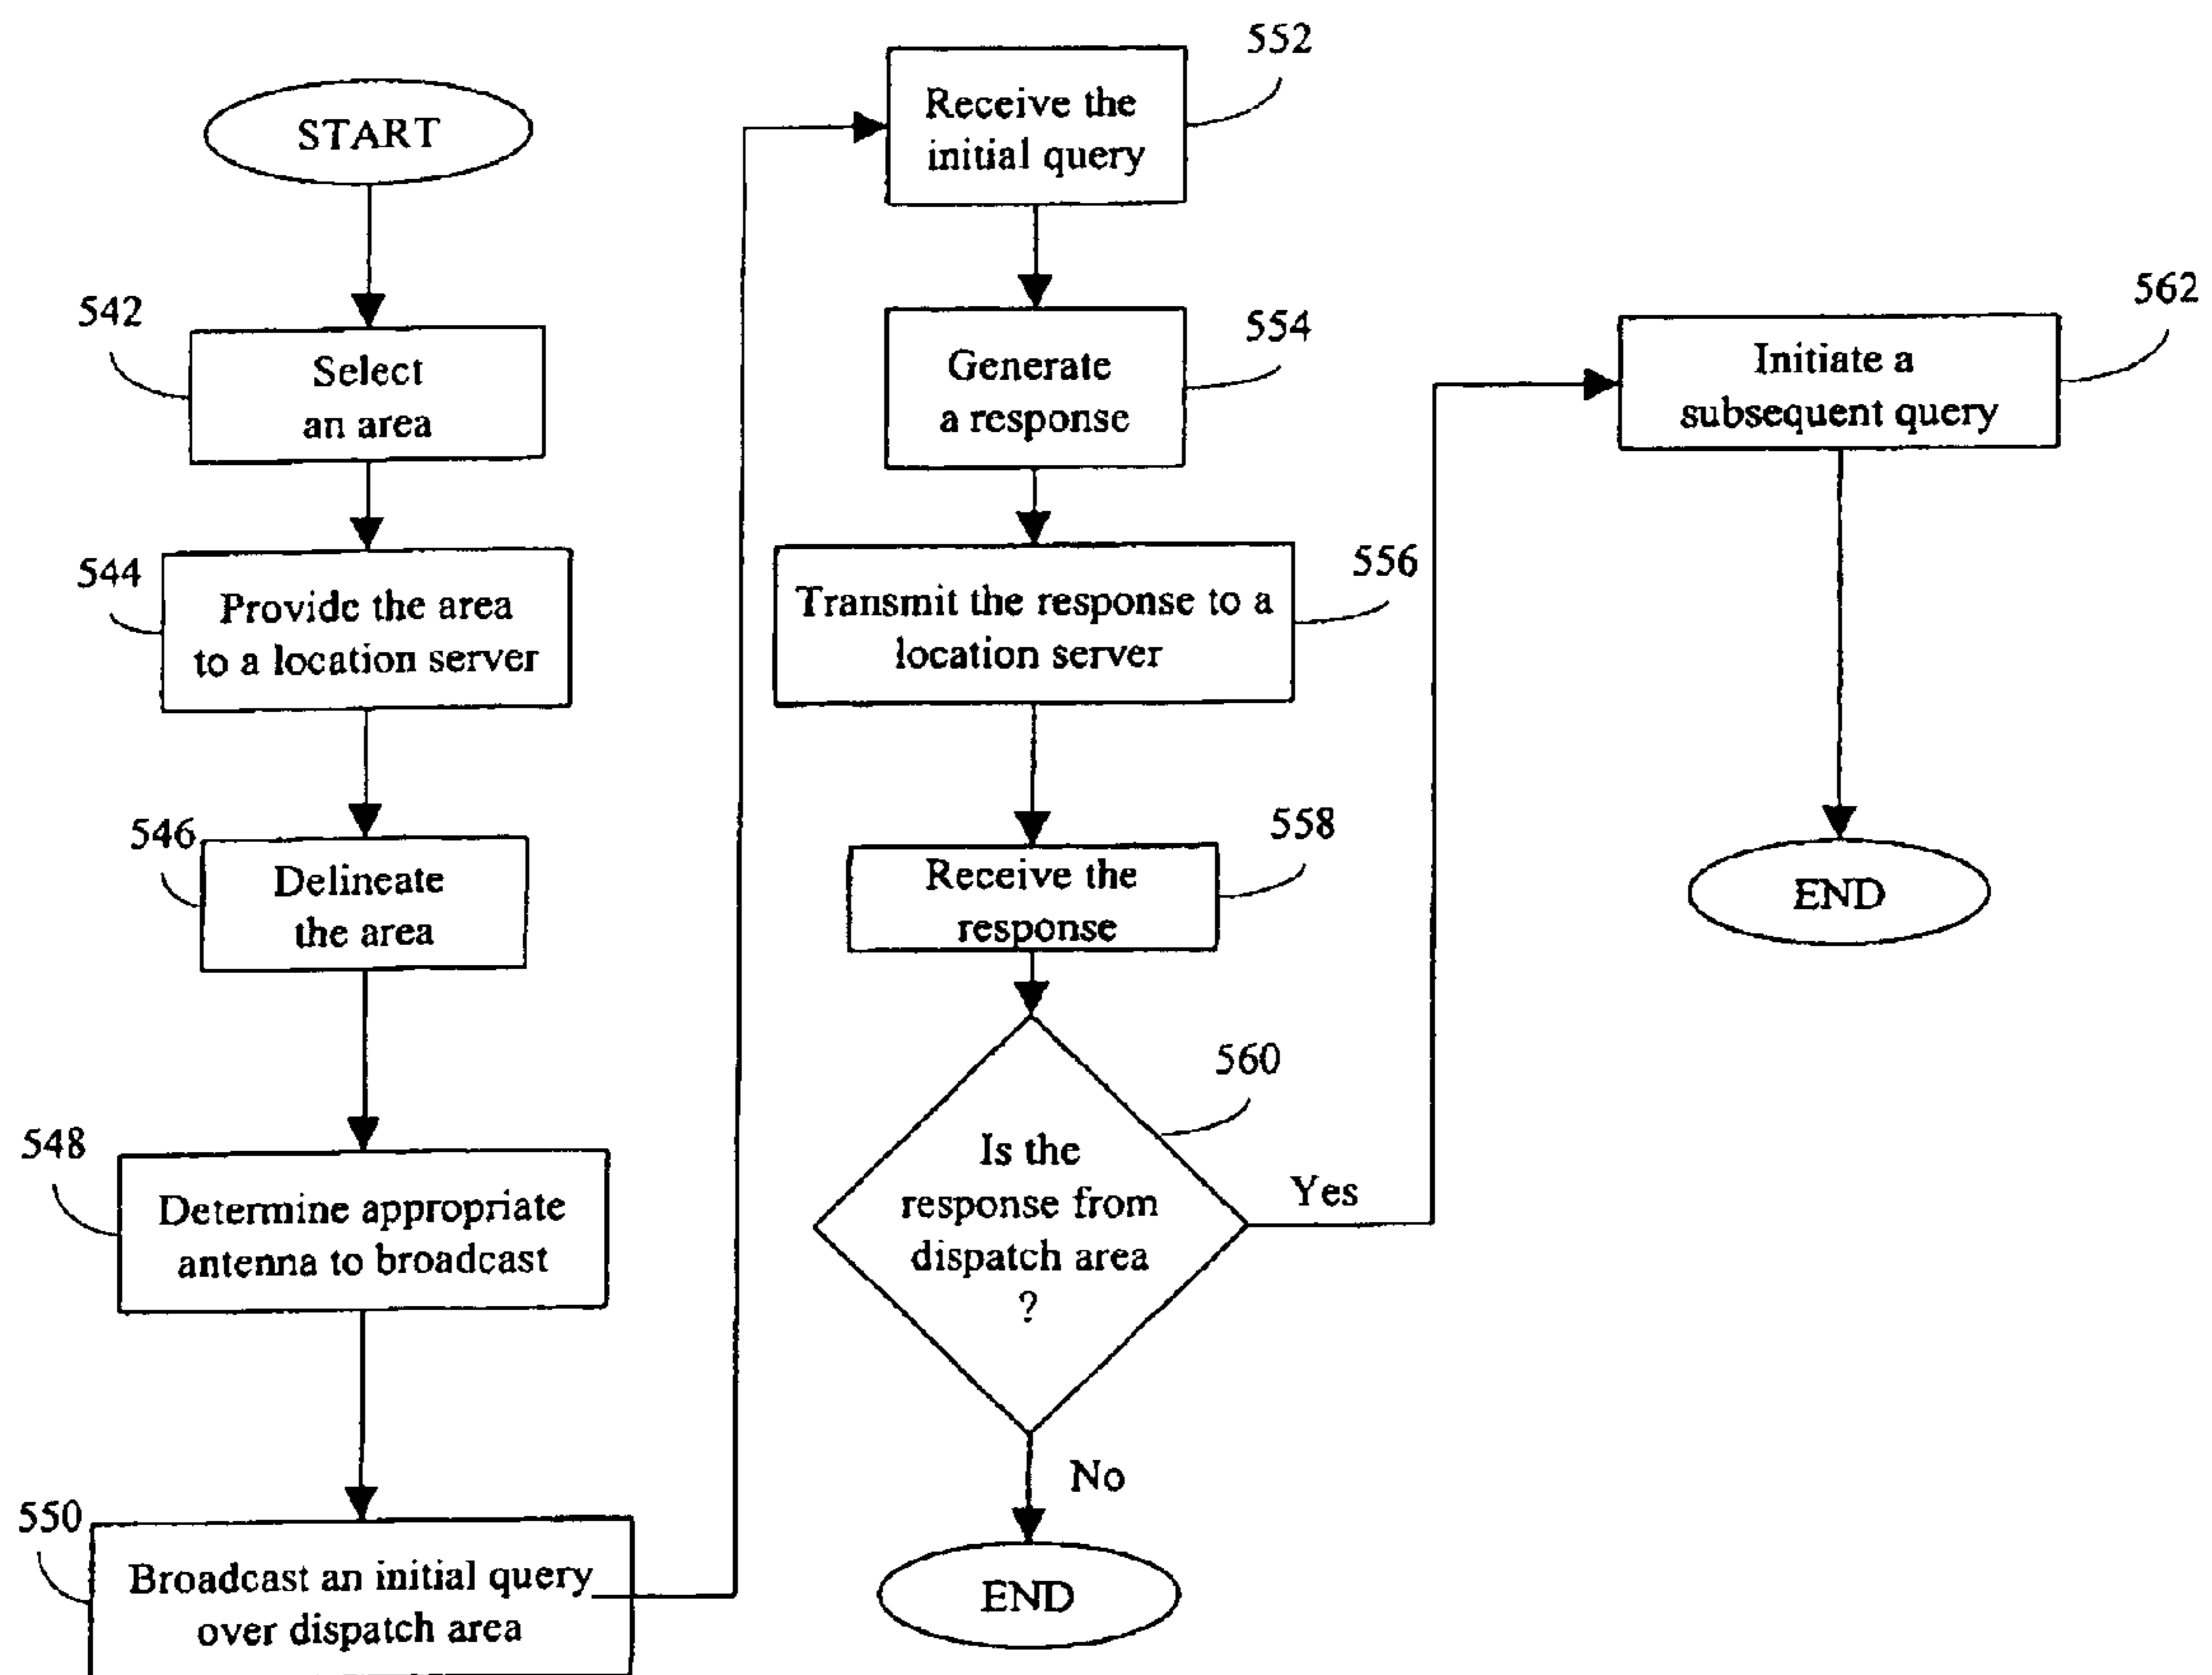 START
542
Select
an area
544
Provide the area
to a location server
546
Delineate
the area
548
Determine appropriate
antenna to broadcast
550
Broadcast an initial query
over dispatch area
552
Receive the
initial query
554
Generate
a response
556
Transmit the response to a
location server
558
Receive the
response
560
Is the
response from
dispatch area
?
Yes
No
END
562
Initiate a
subsequent query
END